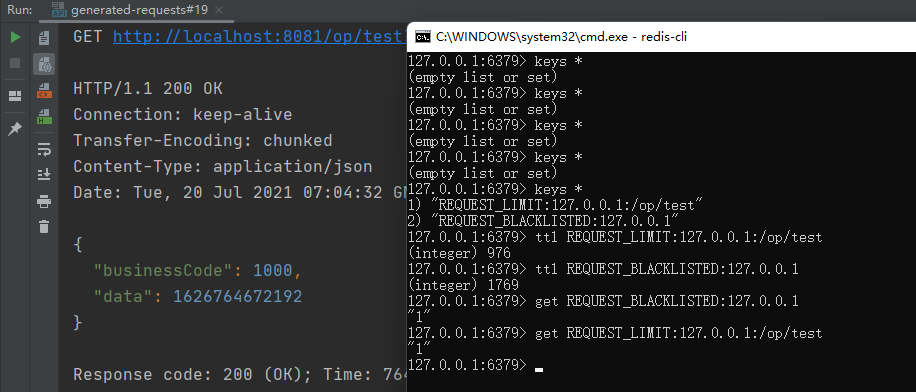 Run:
generated-requests#19
GET http://localhost:8081/op/test
HTTP/1.1 200 OK
Connection: keep-alive
Transfer-Encoding: chunked
Content-Type: application/json
Date: Tue, 20 Jul 2021 07:04:32
{
"businessCode": 1000,
"data": 1626764672192
}
Response code: 200 (OK); Time:
C:\WINDOWS\system32\cmd.exe - redis-cli
127.0.0.1:6379> keys *
(empty list or set)
127.0.0.1:6379> keys *
(empty list or set)
127.0.0.1:6379> keys *
(empty list or set)
127.0.0.1:6379> keys *
(empty list or set)
127.0.0.1:6379> keys *
1) "REQUEST_LIMIT:127.0.0.1:/op/test"
2) "REQUEST_BLACKLISTED:127.0.0.1"
127.0.0.1:6379> ttl REQUEST_LIMIT:127.0.0.1:/op/test
(integer) 976
127.0.0.1:6379> ttl REQUEST_BLACKLISTED:127.0.0.1
(integer) 1769
127.0.0.1:6379> get REQUEST_BLACKLISTED:127.0.0.1
"1"
127.0.0.1:6379> get REQUEST_LIMIT:127.0.0.1:/op/test
"1"
127.0.0.1:6379>